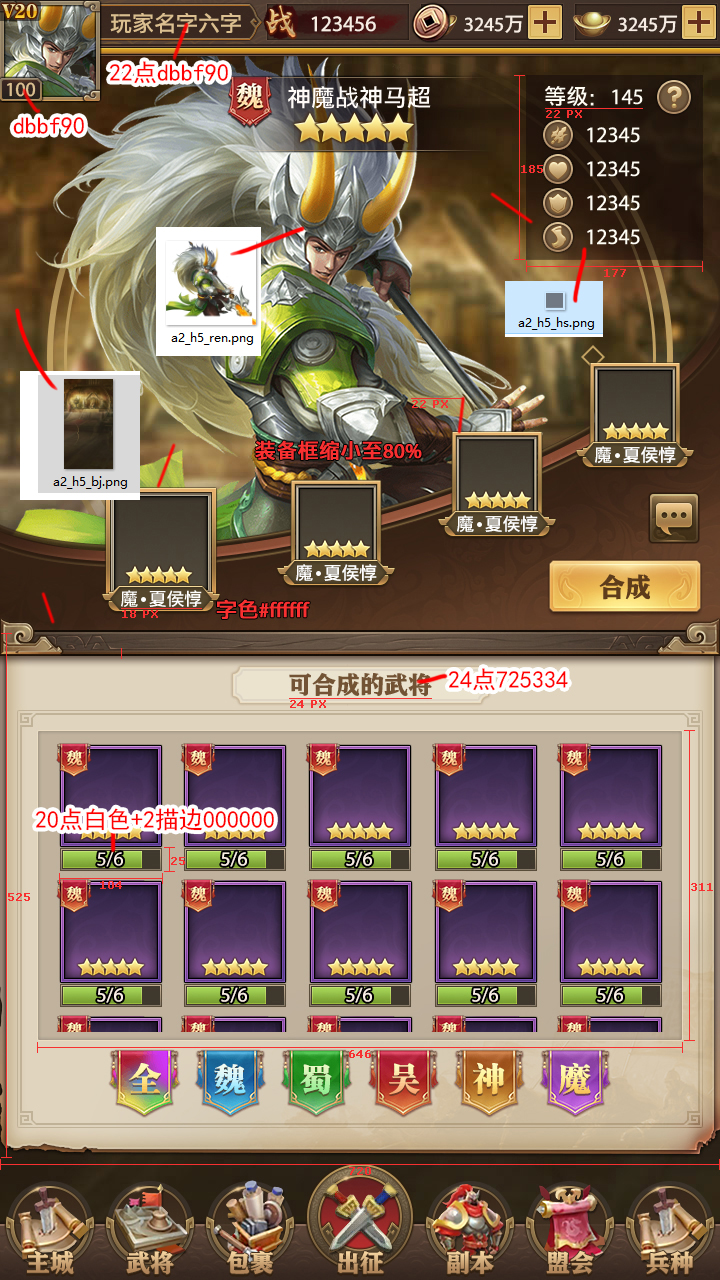 V20
玩家名字六字
战 123456
3245万
3245万
100
22点dbbf90
dbbf90
魏
神魔战神马超
等级： 145
?
22 PX
12345
185
12345
12345
12345
177
a2_h5_ren.png
a2_h5_hs.png
a2_h5_bj.png
22 PX
装备框缩小至80%
魔·夏侯惇
魔·夏侯惇
魔·夏侯惇
魔·夏侯惇
18 PX
字色#ffffff
合成
可合成的武将
24点725334
24 PX
魏 魏 魏 魏 魏
20点白色+2描边000000
5/6 5/6 5/6 5/6 5/6
25
104
魏 魏 魏 魏 魏
311
525
5/6 5/6 5/6 5/6 5/6
魏 魏 魏 魏 魏
646
全 魏 蜀 吴 神 魔
720
主城 武将 包裹 出征 副本 盟会 兵种